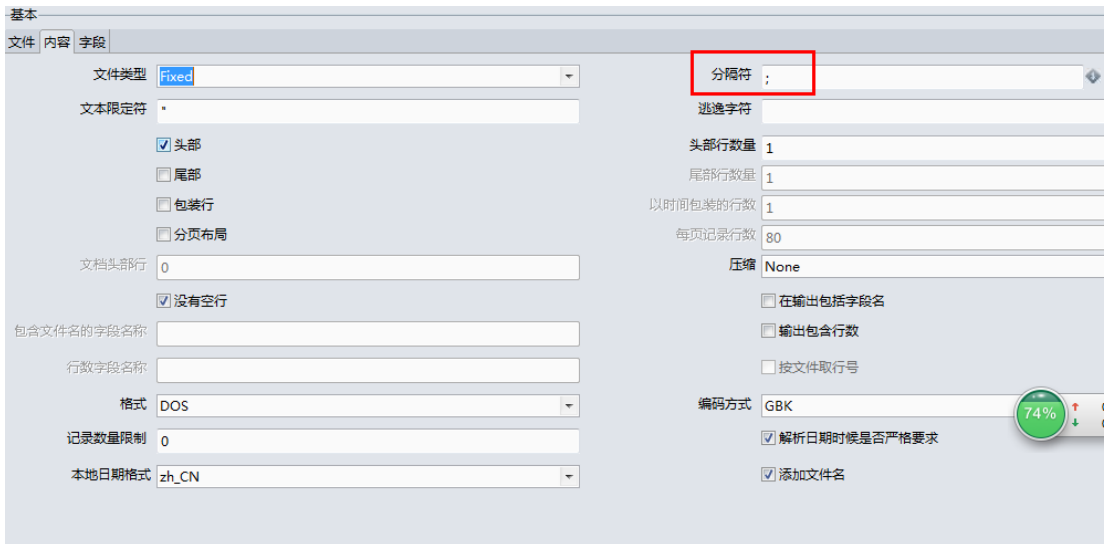 基本
文件 内容 字段
文件类型 Fixed 分隔符 ;
文本限定符 " 逃逸字符
头部 头部行数量 1
尾部 尾部行数量 1
包装行 以时间包装的行数 1
分页布局 每页记录行数 80
文档头部行 0 压缩 None
没有空行 在输出包括字段名
包含文件名的字段名称 输出包含行数
行数字段名称 按文件取行号
格式 DOS 编码方式 GBK
74%
记录数量限制 0 解析日期时候是否严格要求
本地日期格式 zh_CN 添加文件名